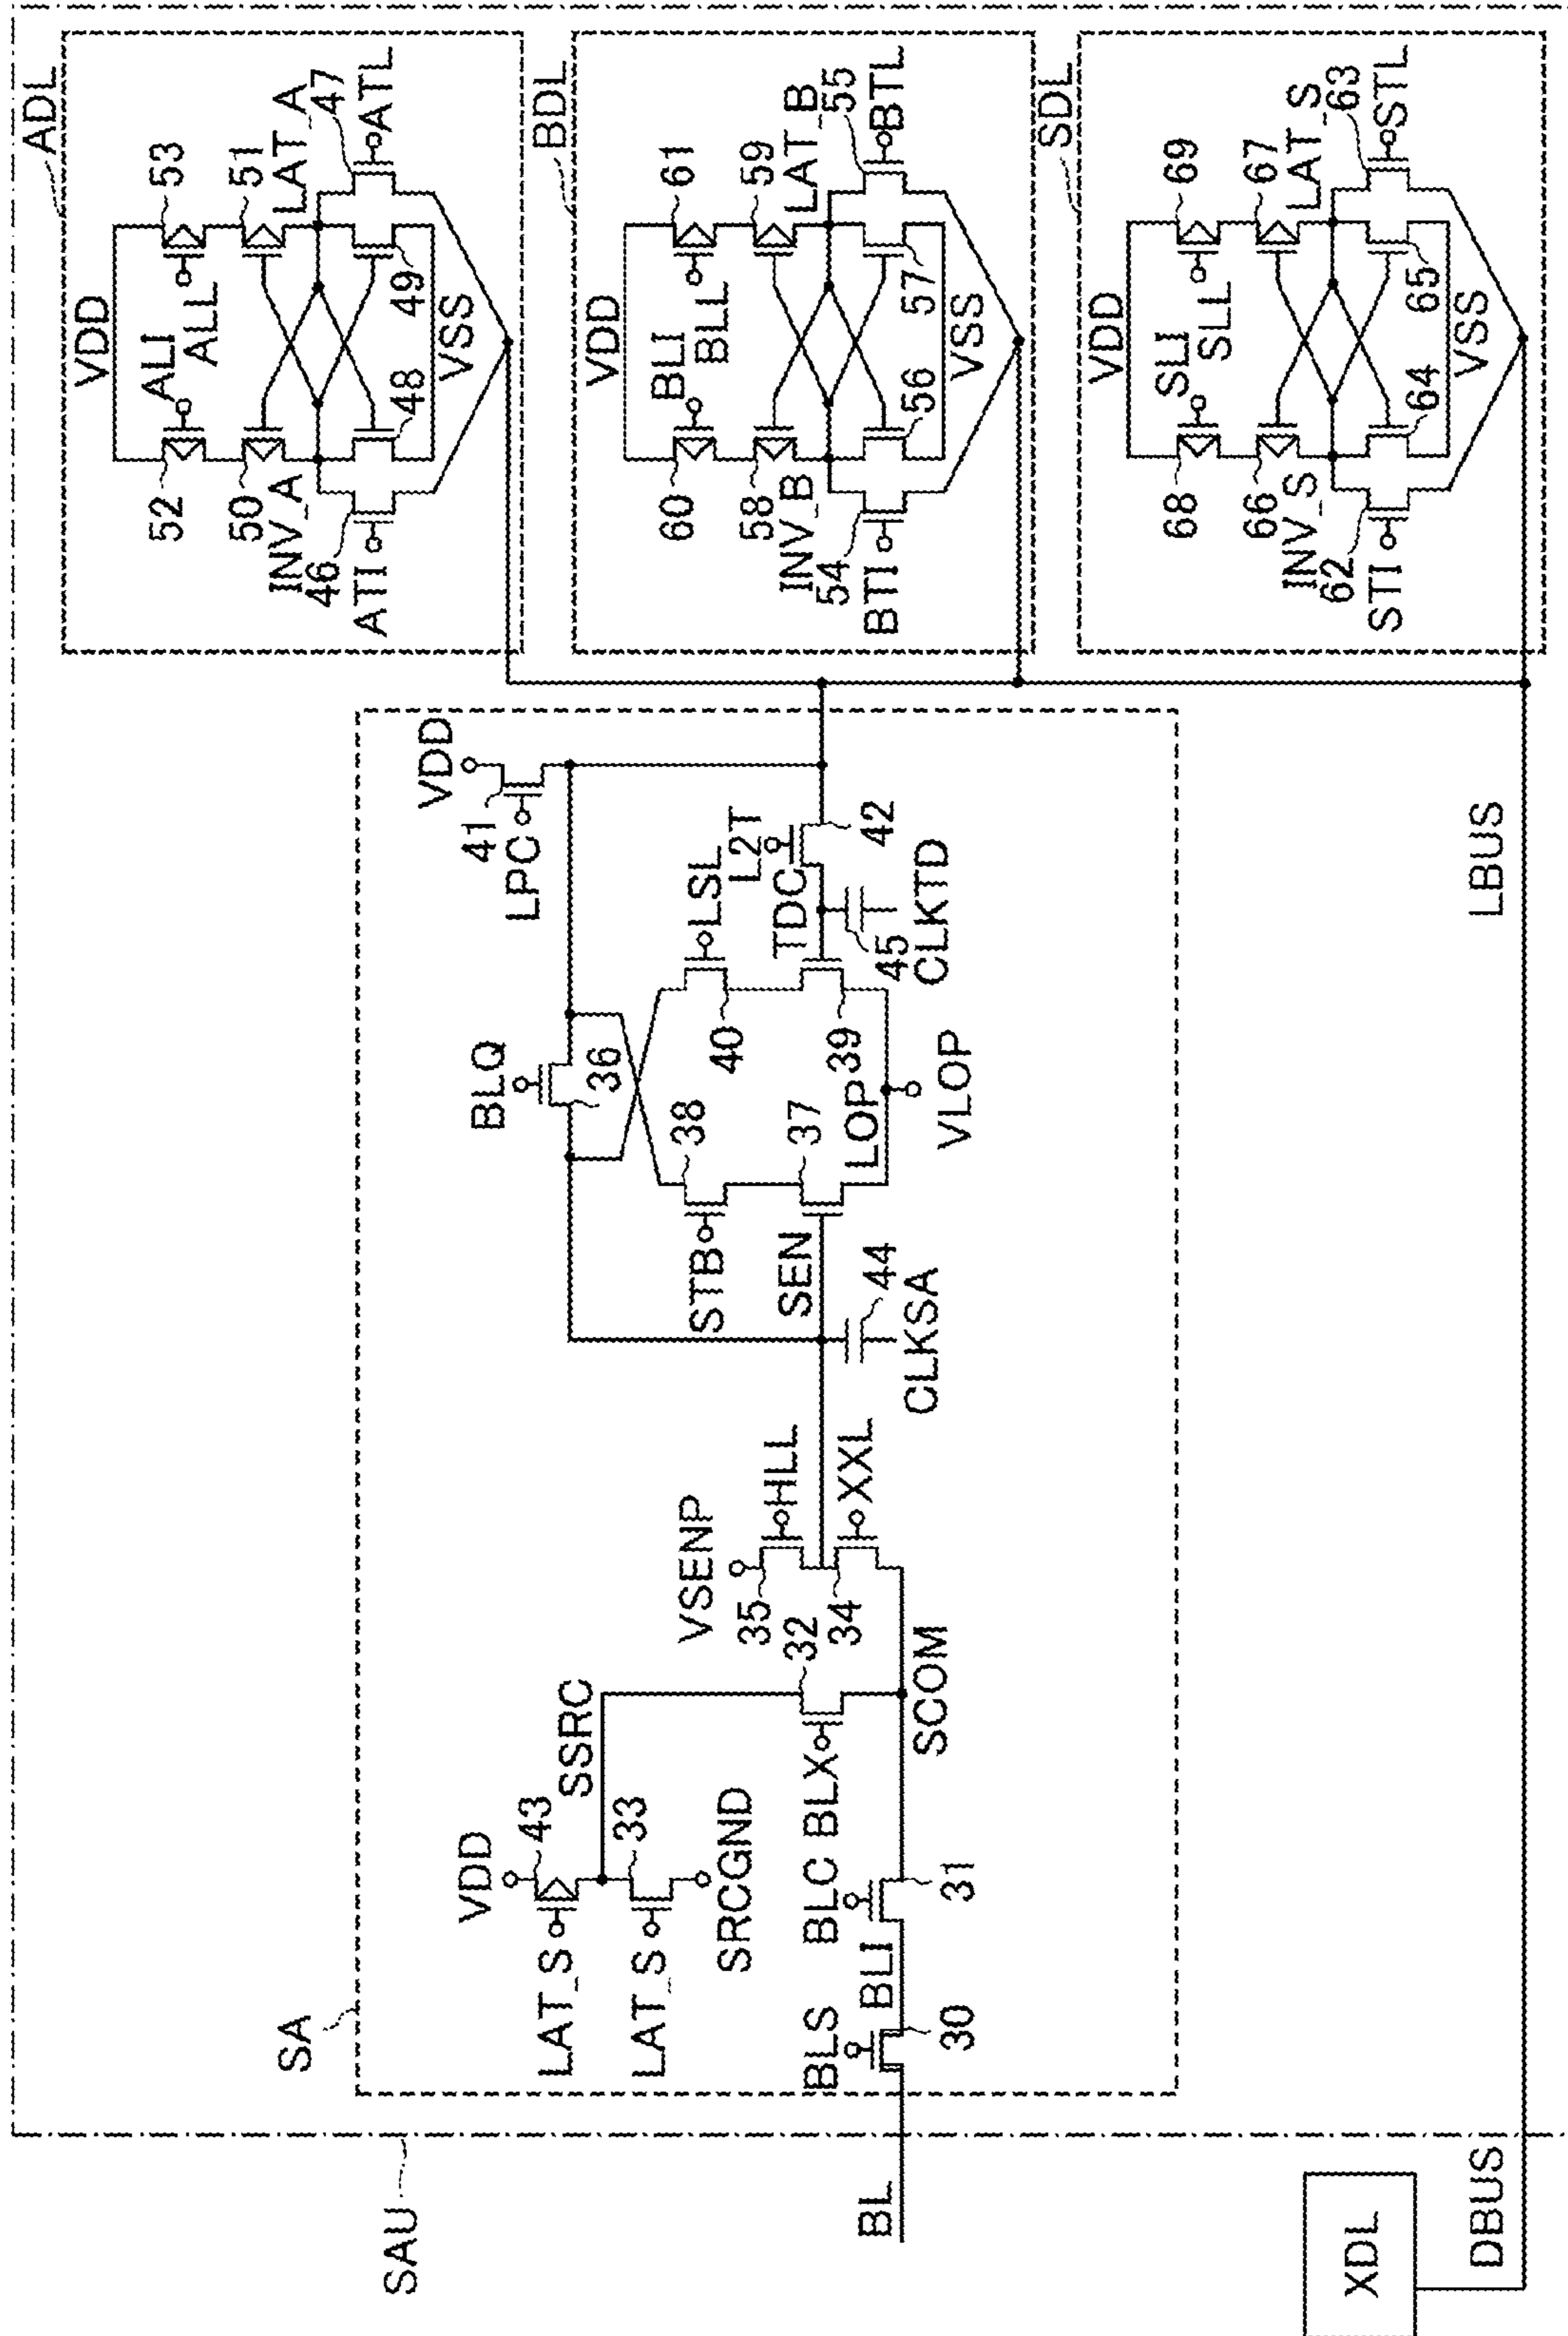 SAU
SA
BL
BLS
30
BLI
BLC
31
VDD
43
LAT_S
LAT_S
33
SRCGND
SSRC
BLX
32
SCOM
VSENP
35
HLL
34
XXL
SEN
44
CLKSA
STB
38
37
LOP
VLOP
BLQ
36
40
39
LSL
TDC
45
CLKTD
L2T
42
VDD
41
LPC
LBUS
DBUS
XDL
ADL
VDD
52
ALI
ALL
53
50
51
INV_A
LAT_A
46
47
ATI
ATL
48
49
VSS
BDL
VDD
60
BLI
BLL
61
58
59
INV_B
LAT_B
54
55
BTI
BTL
56
57
VSS
SDL
VDD
68
SLI
SLL
69
66
67
INV_S
LAT_S
62
63
STI
STL
64
65
VSS